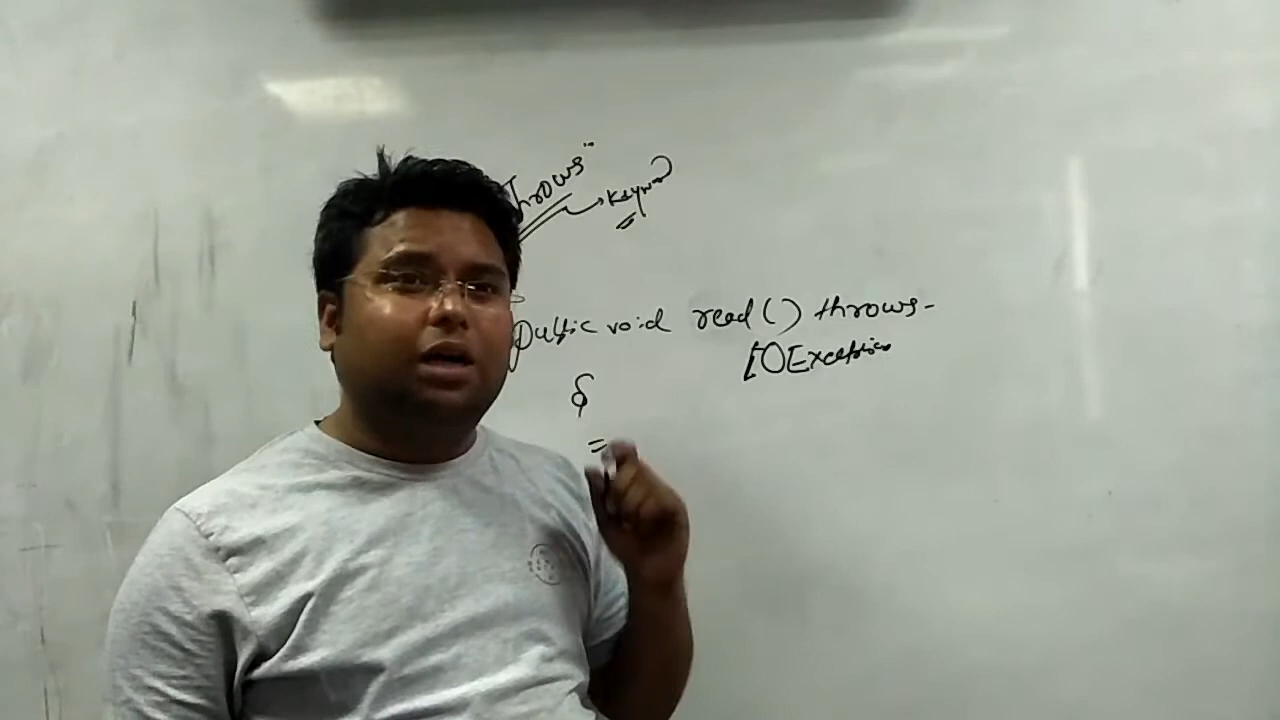 Throws"
Keyword
public void read() throws-
IOException
{
=